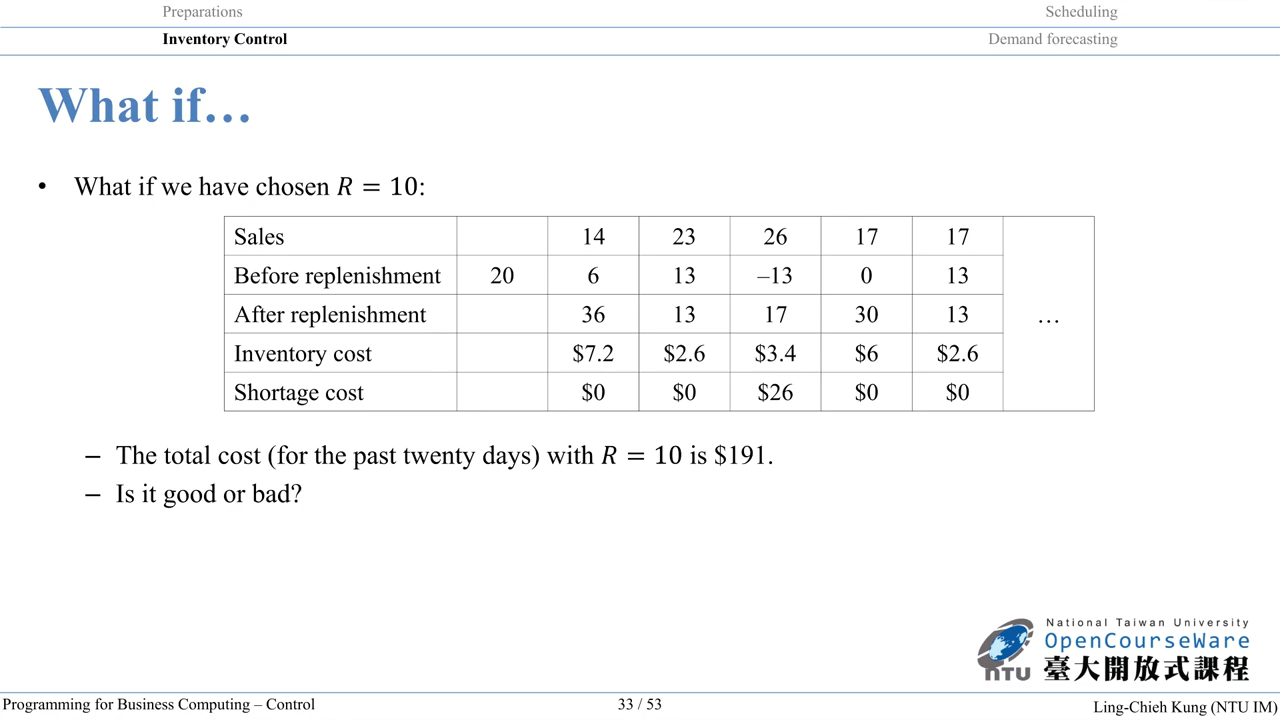 Preparations Scheduling
Inventory Control Demand forecasting
What if…
• What if we have chosen R = 10:
Sales 14 23 26 17 17
Before replenishment 20 6 13 –13 0 13
After replenishment 36 13 17 30 13 …
Inventory cost $7.2 $2.6 $3.4 $6 $2.6
Shortage cost $0 $0 $26 $0 $0
– The total cost (for the past twenty days) with R = 10 is $191.
– Is it good or bad?
National Taiwan University
OpenCourseWare
臺大開放式課程
NTU
Programming for Business Computing – Control 33 / 53 Ling-Chieh Kung (NTU IM)